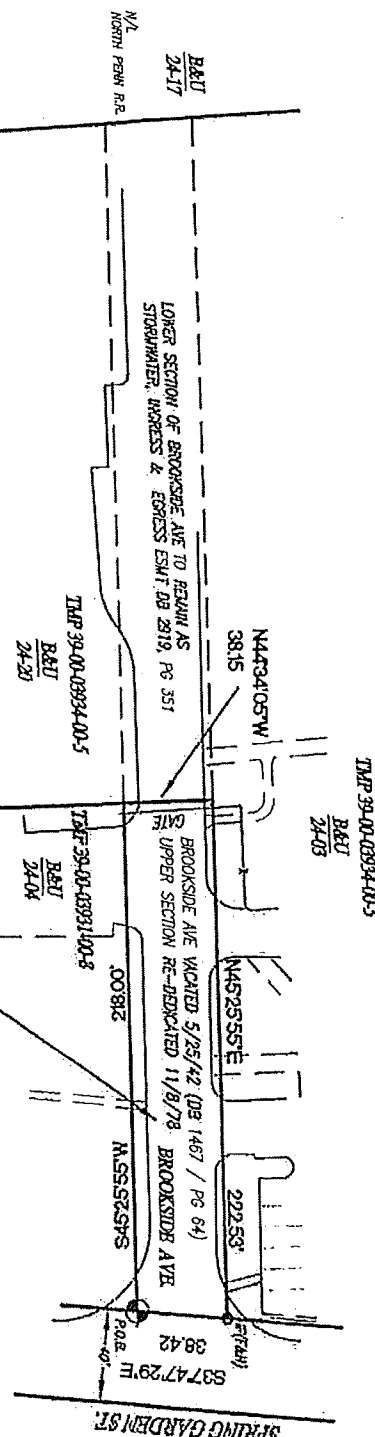 N/L
NORTH PENN R.R.
B&U
24-17
LOWER SECTION OF BROOKSIDE AVE TO REMAIN AS
STORMWATER, INGRESS & EGRESS ESMT. DB 2919, PG 351
TMP 39-00-03934-00-5
B&U
24-20
N44°34'05"W
38.15
TMP 39-00-03934-00-5
B&U
24-03
GATE
TMP 39-00-03931-00-8
B&U
24-04
BROOKSIDE AVE VACATED 5/25/42 (DB 1467 / PG 64)
UPPER SECTION RE-DEDICATED 11/8/78
BROOKSIDE AVE.
N45°25'55"E
222.53'
218.00'
S45°25'55"W
P.O.B.
38.42
S37°47'29"E
40'
SPRING GARDEN ST.